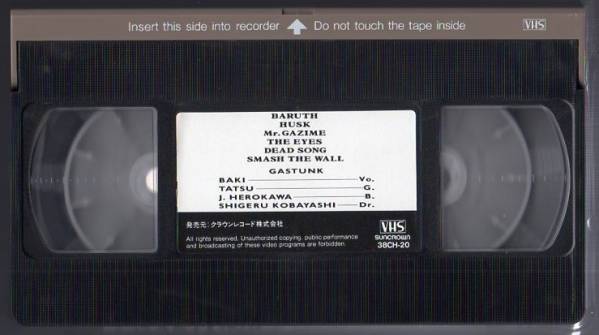 Insert this side into recorder Do not touch the tape inside VHS
BARUTH
HUSK
Mr. GAZIME
THE EYES
DEAD SONG
SMASH THE WALL
GASTUNK
BAKI Vo.
TATSU G.
J. HEROKAWA B.
SHIGERU KOBAYASHI Dr.
発売元:クラウンレコード株式会社
All rights reserved. Unauthorized copying, public performance
and broadcasting of these video programs are forbidden.
VHS
SUNCROWN
38CH-20